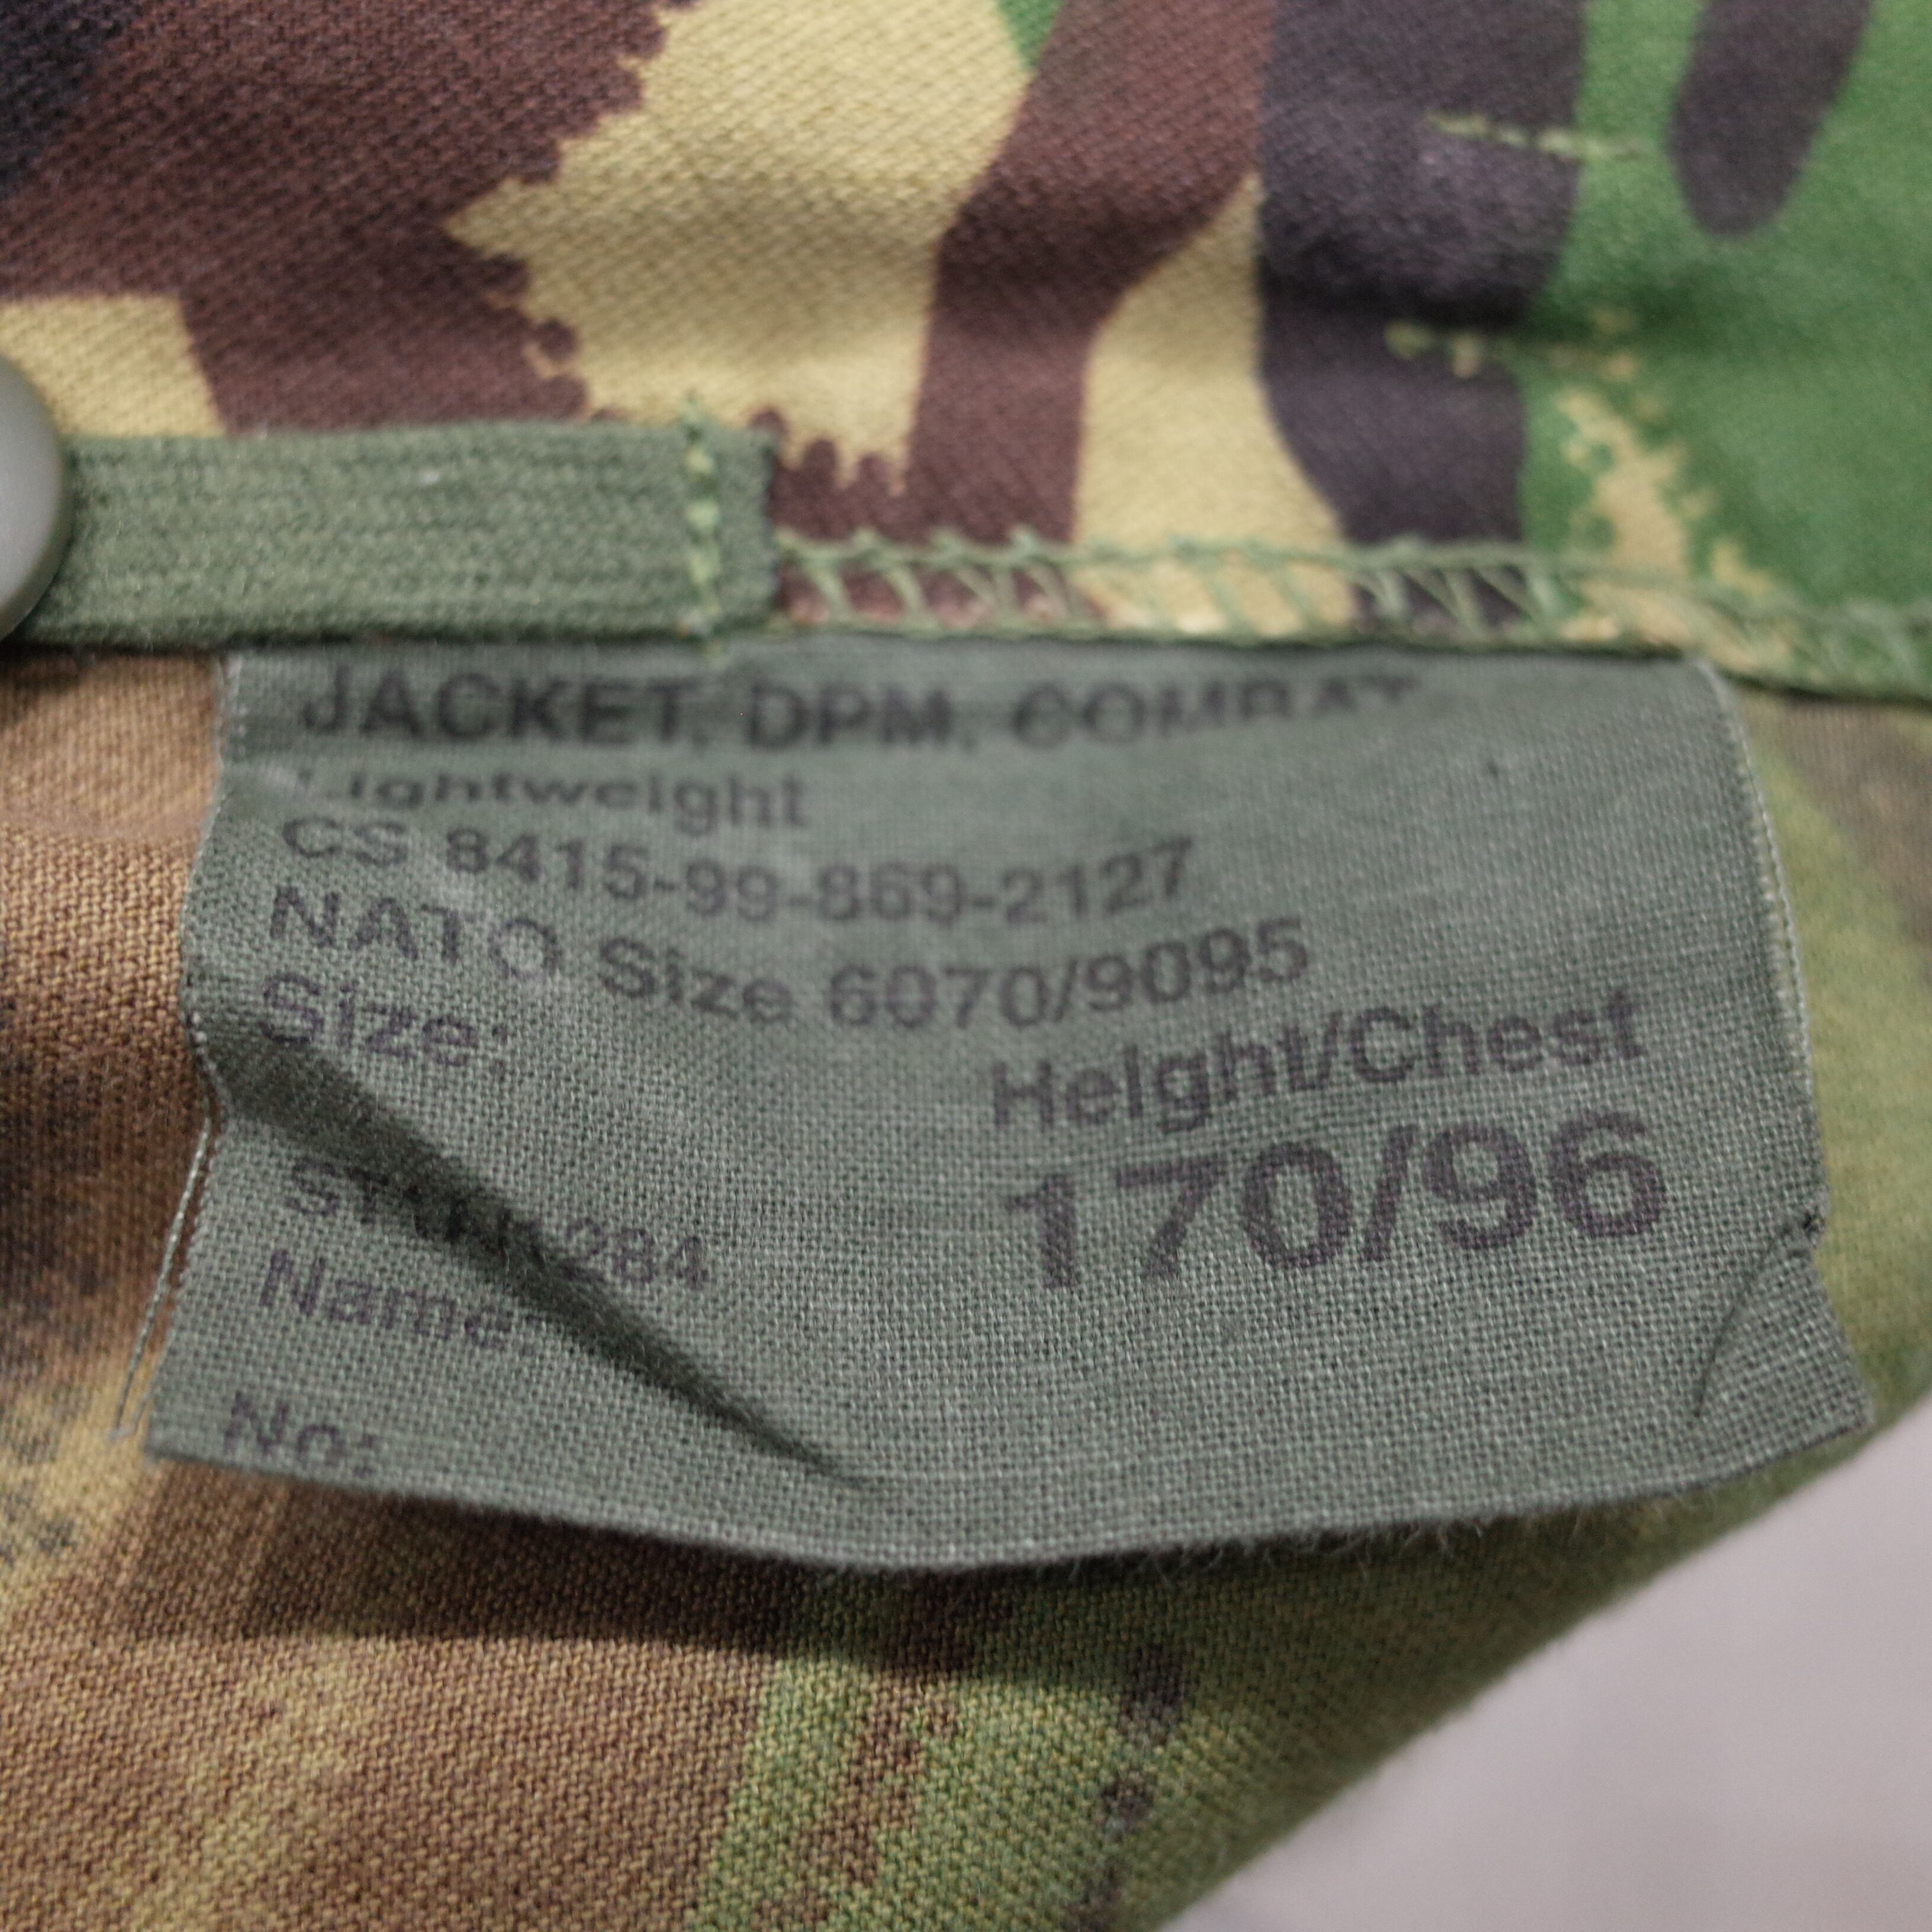 JACKET, DPM, COMBAT
Lightweight
CS 8415-99-869-2127
NATO Size 6070/9095
Size:
Height/Chest
170/96
Name:
No: